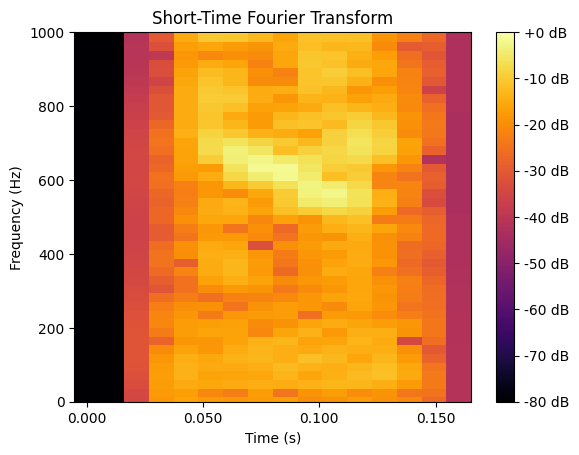 Short-Time Fourier Transform
1000
800
600
400
200
0
Frequency (Hz)
0.000
0.050
0.100
0.150
Time (s)
+0 dB
-10 dB
-20 dB
-30 dB
-40 dB
-50 dB
-60 dB
-70 dB
-80 dB